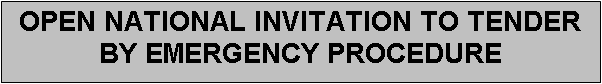 OPEN NATIONAL INVITATION TO TENDER
BY EMERGENCY PROCEDURE